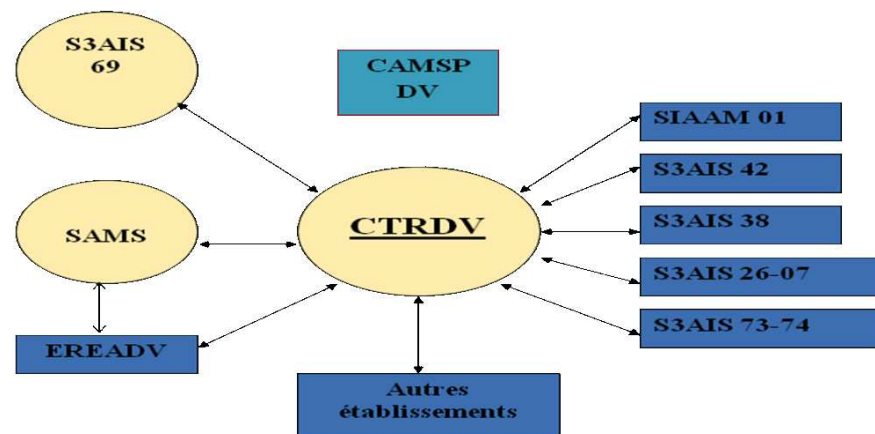 S3AIS
69
CAMSP
DV
SIAAM 01
S3AIS 42
CTRDV
S3AIS 38
SAMS
S3AIS 26-07
S3AIS 73-74
EREADV
Autres
établissements